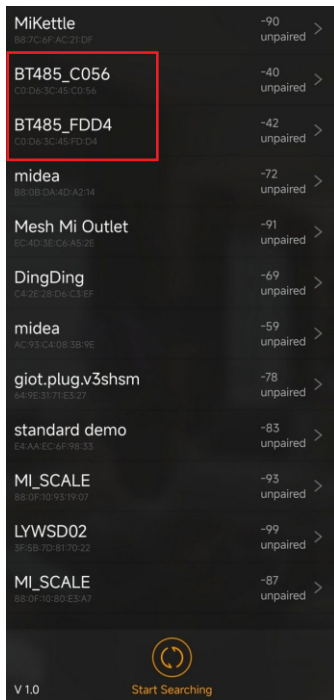 MiKettle
-90
B8:7C:6F:AC:21:DF
unpaired
BT485_C056
-40
C0:D6:3C:45:C0:56
unpaired
BT485_FDD4
-42
C0:D6:3C:45:FD:D4
unpaired
midea
-72
B8:0B:DA:4D:A2:14
unpaired
Mesh Mi Outlet
-91
EC:4D:3E:C6:A5:2E
unpaired
DingDing
-69
C4:2E:28:D6:C3:EF
unpaired
midea
-59
AC:93:C4:08:3B:9E
unpaired
giot.plug.v3shsm
-78
64:9E:31:71:E3:27
unpaired
standard demo
-83
E4:AA:EC:6F:98:33
unpaired
MI_SCALE
-93
88:0F:10:93:19:07
unpaired
LYWSD02
-99
3F:5B:7D:81:70:22
unpaired
MI_SCALE
-87
88:0F:10:80:E3:A7
unpaired
V 1.0
Start Searching